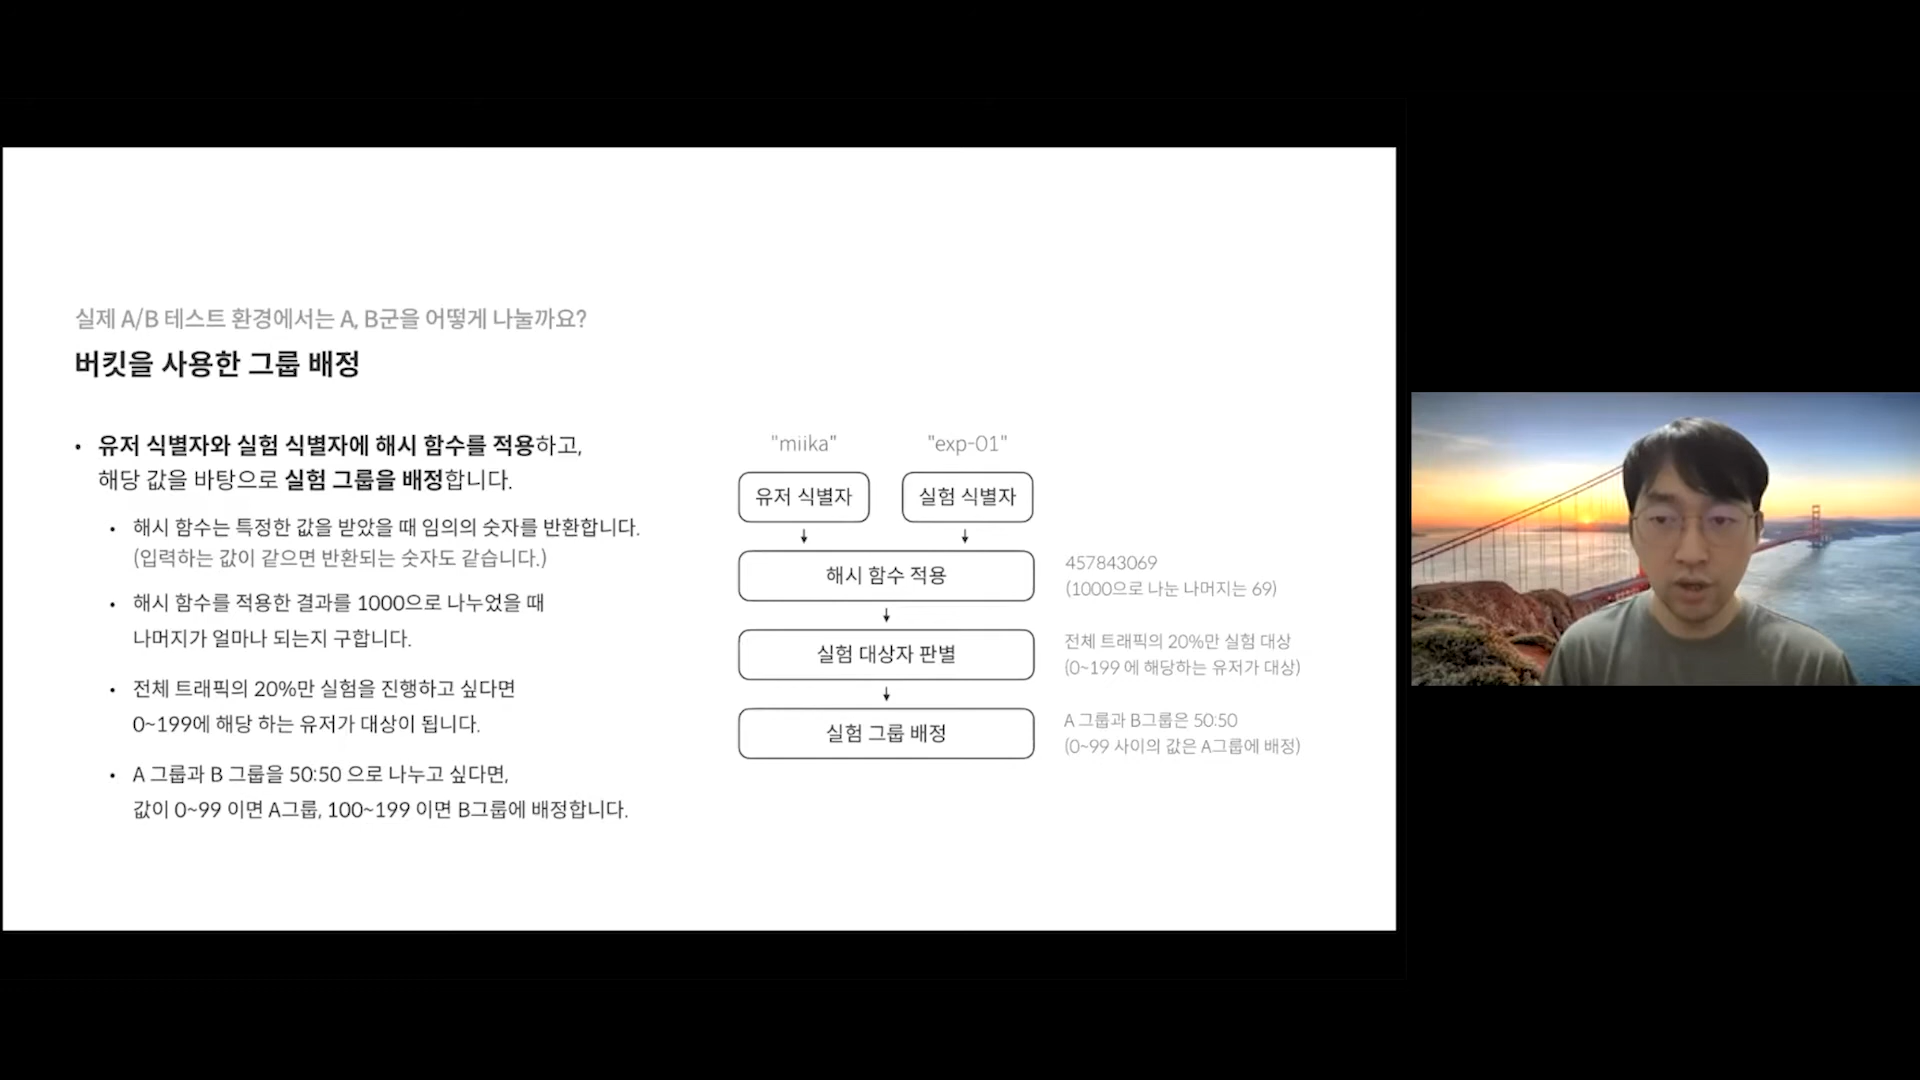 실제 A/B 테스트 환경에서는 A, B군을 어떻게 나눌까요?
버킷을 사용한 그룹 배정
• 유저 식별자와 실험 식별자에 해시 함수를 적용하고,
해당 값을 바탕으로 실험 그룹을 배정합니다.
• 해시 함수는 특정한 값을 받았을 때 임의의 숫자를 반환합니다.
(입력하는 값이 같으면 반환되는 숫자도 같습니다.)
• 해시 함수를 적용한 결과를 1000으로 나누었을 때
나머지가 얼마나 되는지 구합니다.
• 전체 트래픽의 20%만 실험을 진행하고 싶다면
0~199에 해당 하는 유저가 대상이 됩니다.
• A 그룹과 B 그룹을 50:50 으로 나누고 싶다면,
값이 0~99 이면 A그룹, 100~199 이면 B그룹에 배정합니다.
"miika" "exp-01"
유저 식별자 실험 식별자
해시 함수 적용
457843069
(1000으로 나눈 나머지는 69)
실험 대상자 판별
전체 트래픽의 20%만 실험 대상
(0~199 에 해당하는 유저가 대상)
실험 그룹 배정
A 그룹과 B그룹은 50:50
(0~99 사이의 값은 A그룹에 배정)